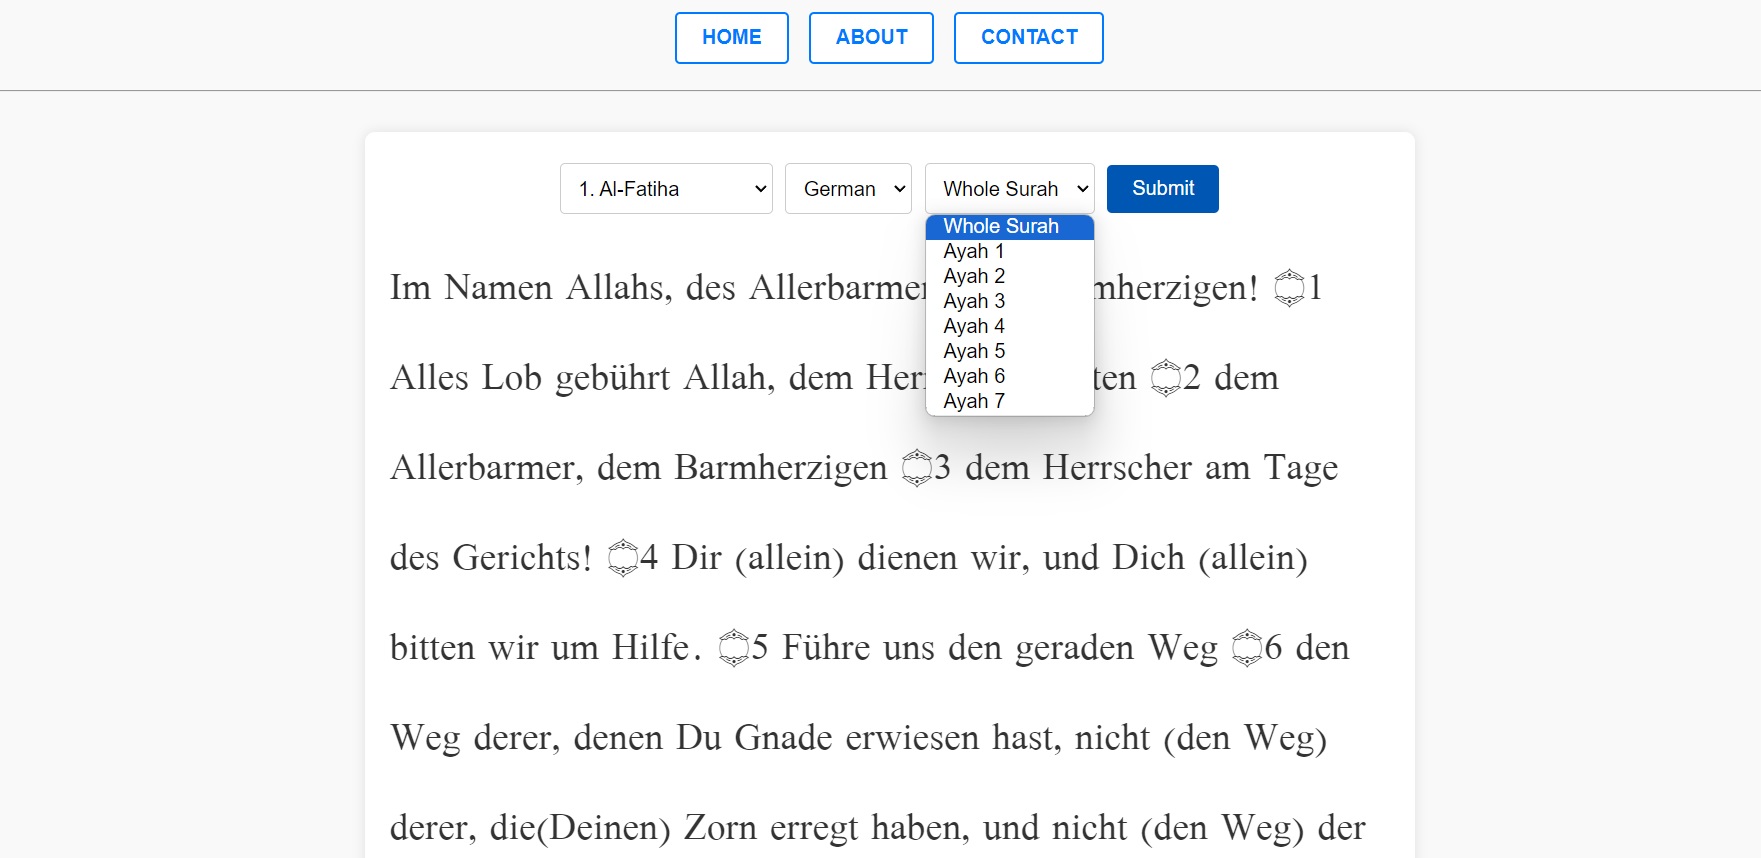 HOME ABOUT CONTACT
1. Al-Fatiha German Whole Surah Submit
Whole Surah
Ayah 1
Ayah 2
Ayah 3
Ayah 4
Ayah 5
Ayah 6
Ayah 7
Im Namen Allahs, des mherzigen! ۝1
Alles Lob gebührt Allah, dem ten ۝2 dem
Allerbarmer, dem Barmherzigen ۝3 dem Herrscher am Tage
des Gerichts! ۝4 Dir (allein) dienen wir, und Dich (allein)
bitten wir um Hilfe. ۝5 Führe uns den geraden Weg ۝6 den
Weg derer, denen Du Gnade erwiesen hast, nicht (den Weg)
derer, die(Deinen) Zorn erregt haben, und nicht (den Weg) der